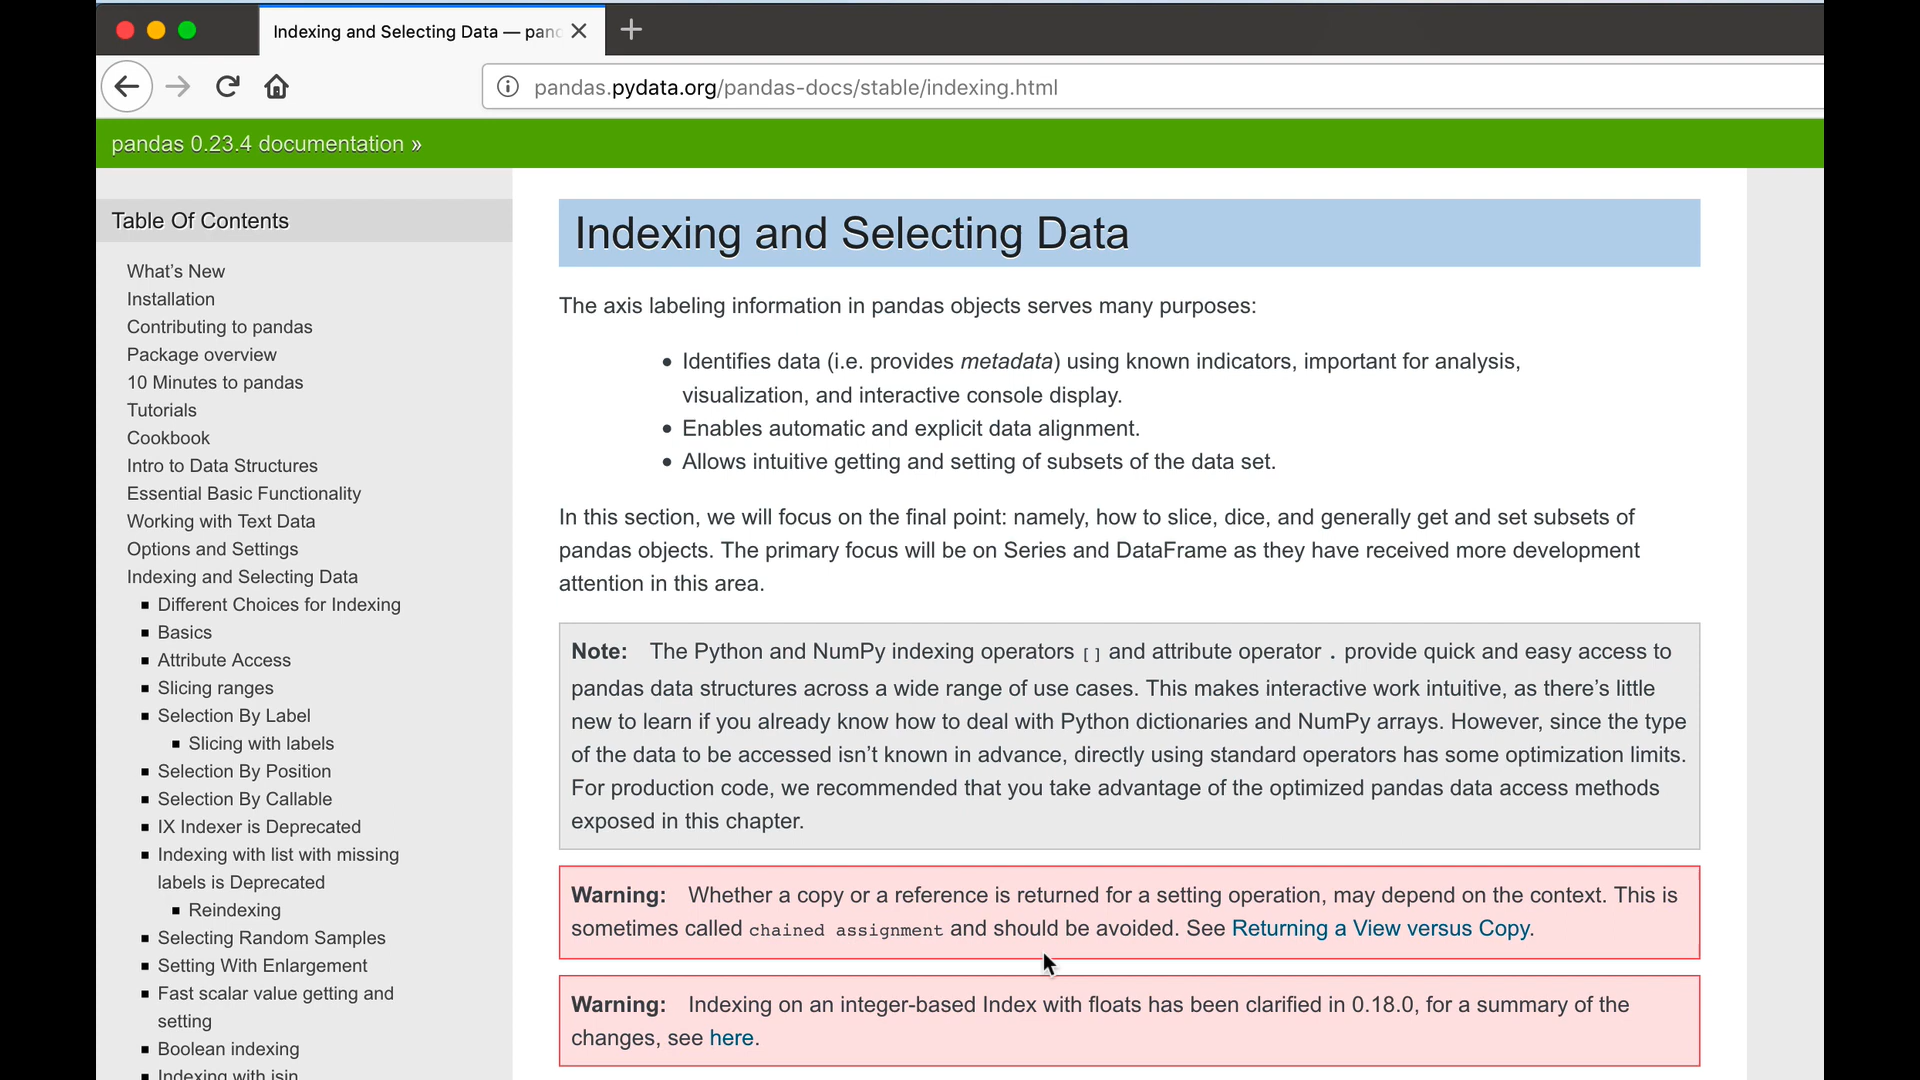 Indexing and Selecting Data — pand
pandas.pydata.org/pandas-docs/stable/indexing.html
pandas 0.23.4 documentation »
Table Of Contents
What's New
Installation
Contributing to pandas
Package overview
10 Minutes to pandas
Tutorials
Cookbook
Intro to Data Structures
Essential Basic Functionality
Working with Text Data
Options and Settings
Indexing and Selecting Data
Different Choices for Indexing
Basics
Attribute Access
Slicing ranges
Selection By Label
Slicing with labels
Selection By Position
Selection By Callable
IX Indexer is Deprecated
Indexing with list with missing
labels is Deprecated
Reindexing
Selecting Random Samples
Setting With Enlargement
Fast scalar value getting and
setting
Boolean indexing
Indexing with isin
Indexing and Selecting Data
The axis labeling information in pandas objects serves many purposes:
• Identifies data (i.e. provides metadata) using known indicators, important for analysis,
visualization, and interactive console display.
• Enables automatic and explicit data alignment.
• Allows intuitive getting and setting of subsets of the data set.
In this section, we will focus on the final point: namely, how to slice, dice, and generally get and set subsets of
pandas objects. The primary focus will be on Series and DataFrame as they have received more development
attention in this area.
Note: The Python and NumPy indexing operators [] and attribute operator . provide quick and easy access to
pandas data structures across a wide range of use cases. This makes interactive work intuitive, as there's little
new to learn if you already know how to deal with Python dictionaries and NumPy arrays. However, since the type
of the data to be accessed isn't known in advance, directly using standard operators has some optimization limits.
For production code, we recommended that you take advantage of the optimized pandas data access methods
exposed in this chapter.
Warning: Whether a copy or a reference is returned for a setting operation, may depend on the context. This is
sometimes called chained assignment and should be avoided. See Returning a View versus Copy.
Warning: Indexing on an integer-based Index with floats has been clarified in 0.18.0, for a summary of the
changes, see here.